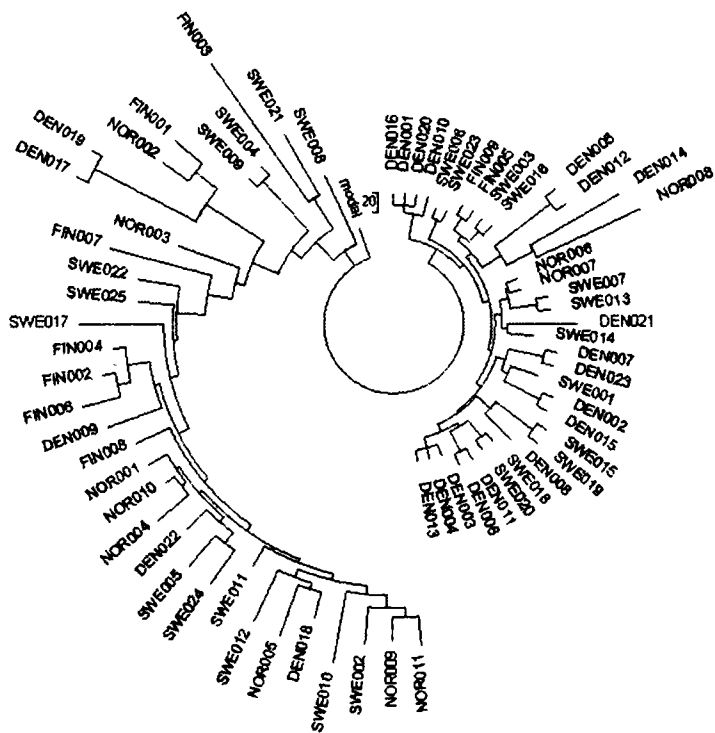 FIN003
SWE021
SWE008
model
20
DEN016
DEN001
DEN020
DEN010
SWE006
SWE023
FIN009
FIN005
SWE003
SWE016
DEN005
DEN012
DEN014
NOR008
NOR006
NOR007
SWE007
SWE013
DEN021
SWE014
DEN007
DEN023
SWE001
DEN002
DEN015
SWE015
SWE019
DEN008
SWE018
SWE020
DEN011
DEN006
DEN003
DEN004
DEN013
NOR011
NOR009
SWE002
SWE010
DEN018
NOR005
SWE012
SWE011
SWE024
SWE005
DEN022
NOR004
NOR010
NOR001
FIN008
DEN009
FIN006
FIN002
FIN004
SWE017
SWE025
SWE022
FIN007
NOR003
DEN017
DEN019
NOR002
FIN001
SWE009
SWE004